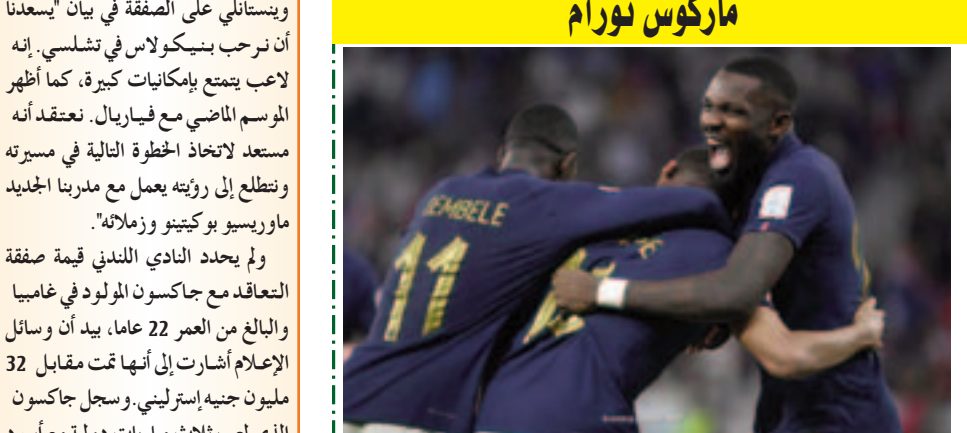 ماركوس تورام
DEMBELE
11
وينستانلي على الصفقة في بيان "يسعدنا
أن نرحب بنيكولاس في تشلسي. إنه
لاعب يتمتع بإمكانيات كبيرة، كما أظهر
الموسم الماضي مع فياريال. نعتقد أنه
مستعد لاتخاذ الخطوة التالية في مسيرته
ونتطلع إلى رؤيته يعمل مع مدربنا الجديد
ماوريسيو بوكيتينو وزملائه".
ولم يحدد النادي اللندني قيمة صفقة
التعاقد مع جاكسون المولود في غامبيا
والبالغ من العمر 22 عاما، بيد أن وسائل
الإعلام أشارت إلى أنها تمت مقابل 32
مليون جنيه إسترليني.وسجل جاكسون